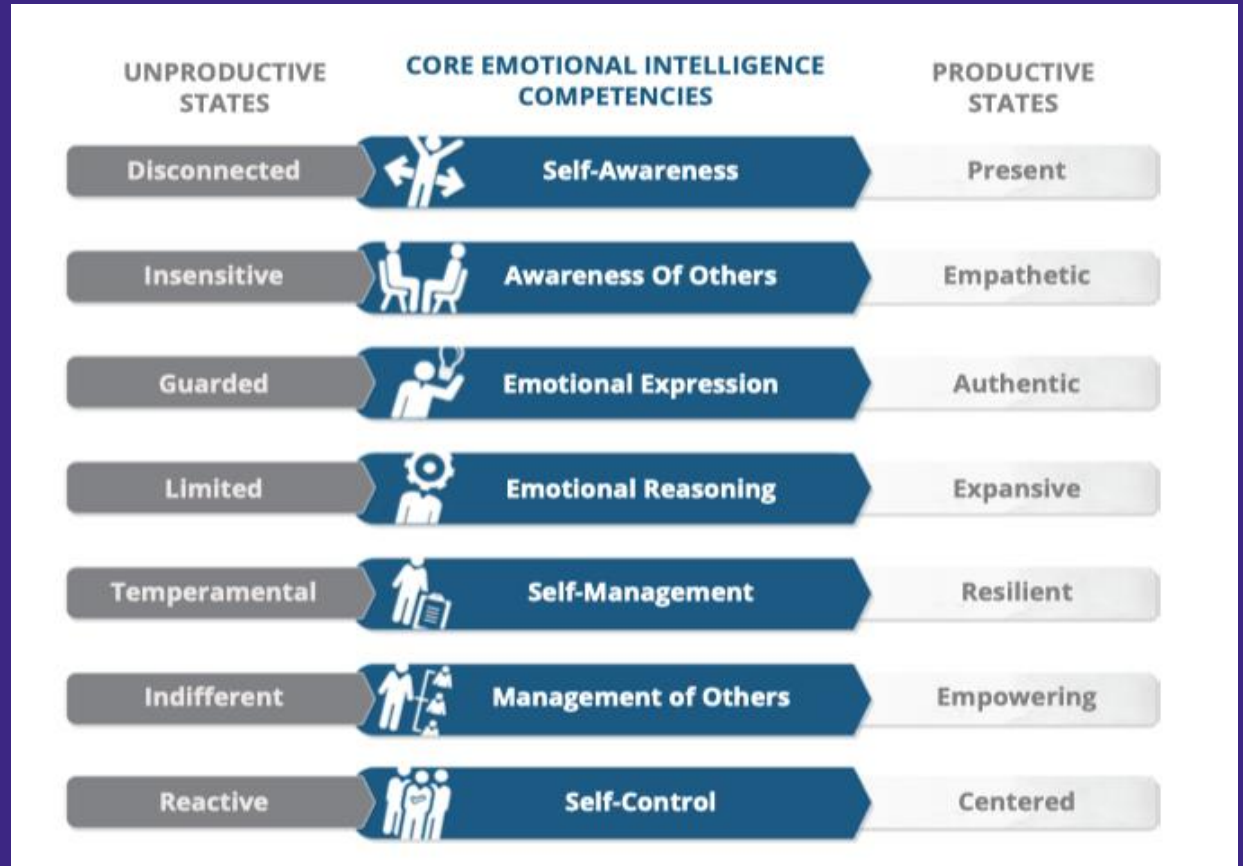 UNPRODUCTIVE
STATES
CORE EMOTIONAL INTELLIGENCE
COMPETENCIES
PRODUCTIVE
STATES
Disconnected
Self-Awareness
Present
Insensitive
Awareness Of Others
Empathetic
Guarded
Emotional Expression
Authentic
Limited
Emotional Reasoning
Expansive
Temperamental
Self-Management
Resilient
Indifferent
Management of Others
Empowering
Reactive
Self-Control
Centered